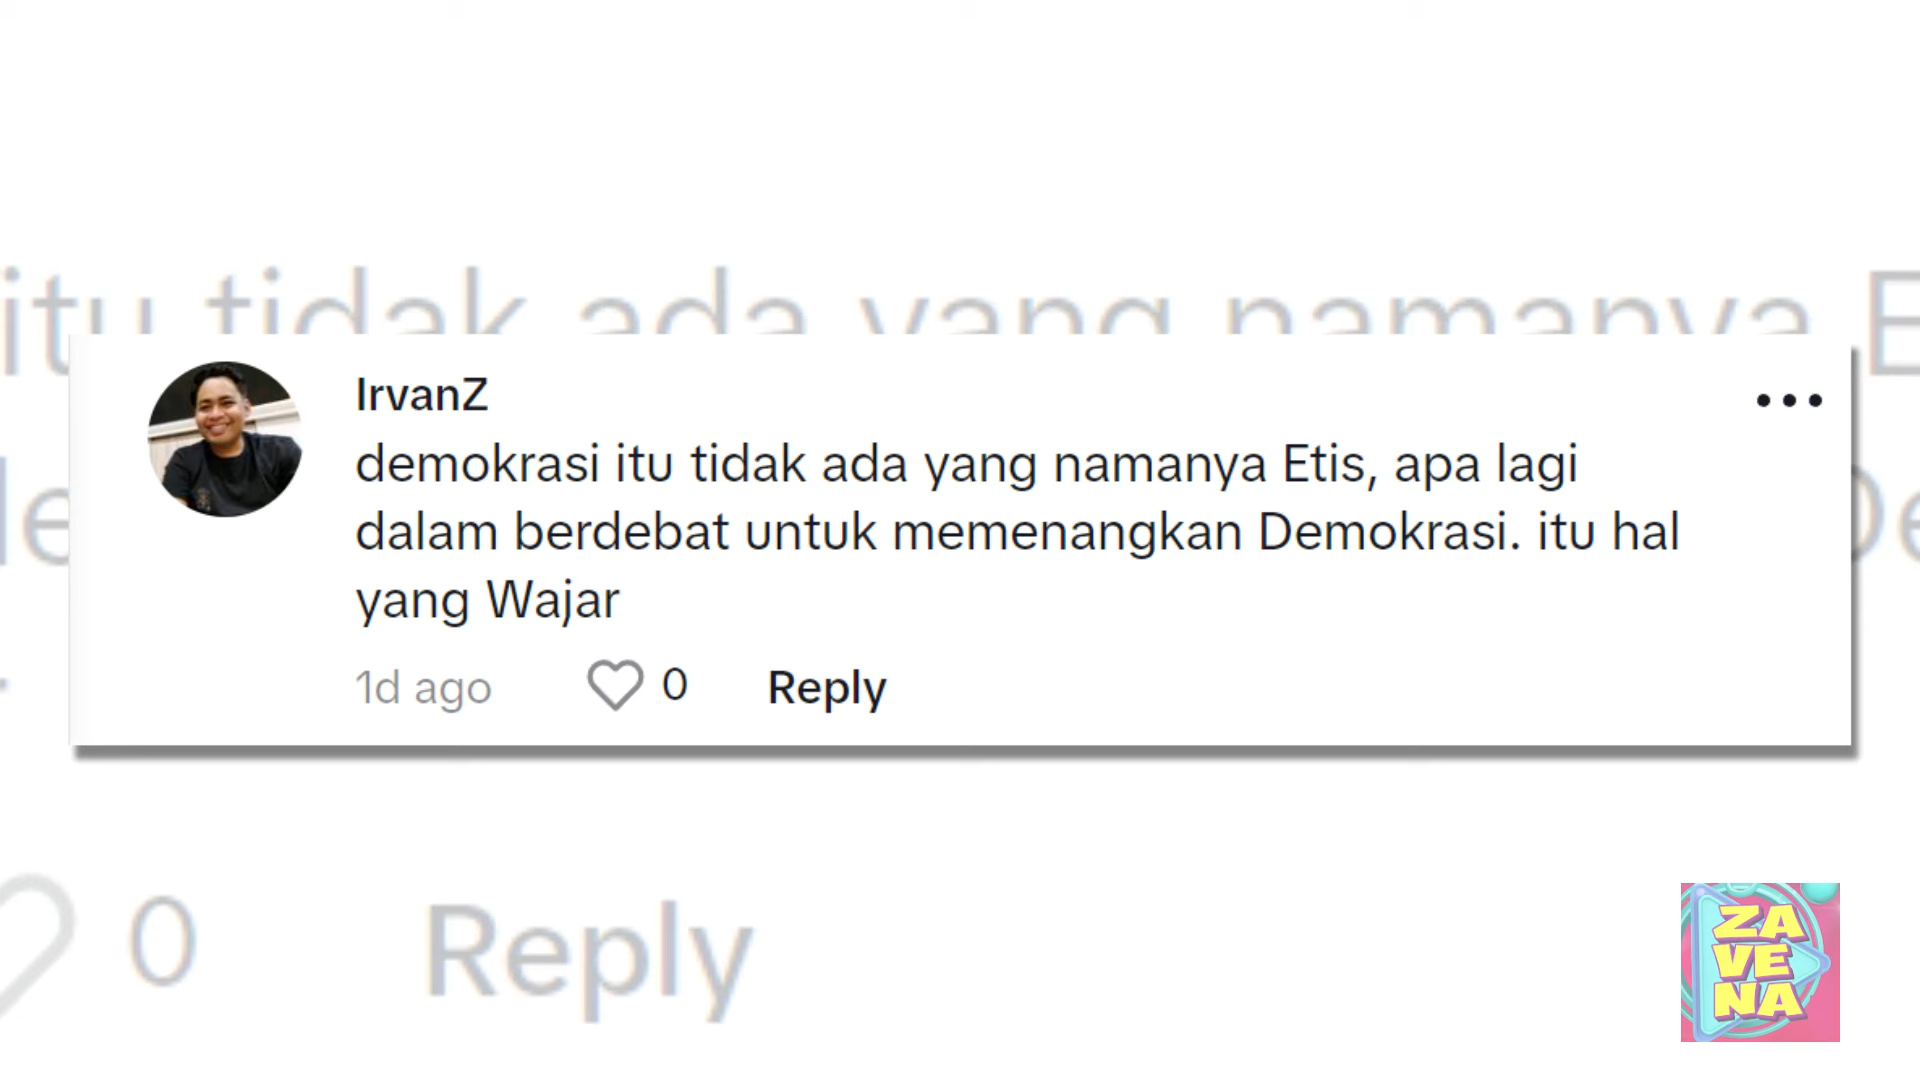 itu tidak ada yang namanya E
IrvanZ
demokrasi itu tidak ada yang namanya Etis, apa lagi
dalam berdebat untuk memenangkan Demokrasi. itu hal
yang Wajar
1d ago 0 Reply
0 Reply
ZA
VE
NA